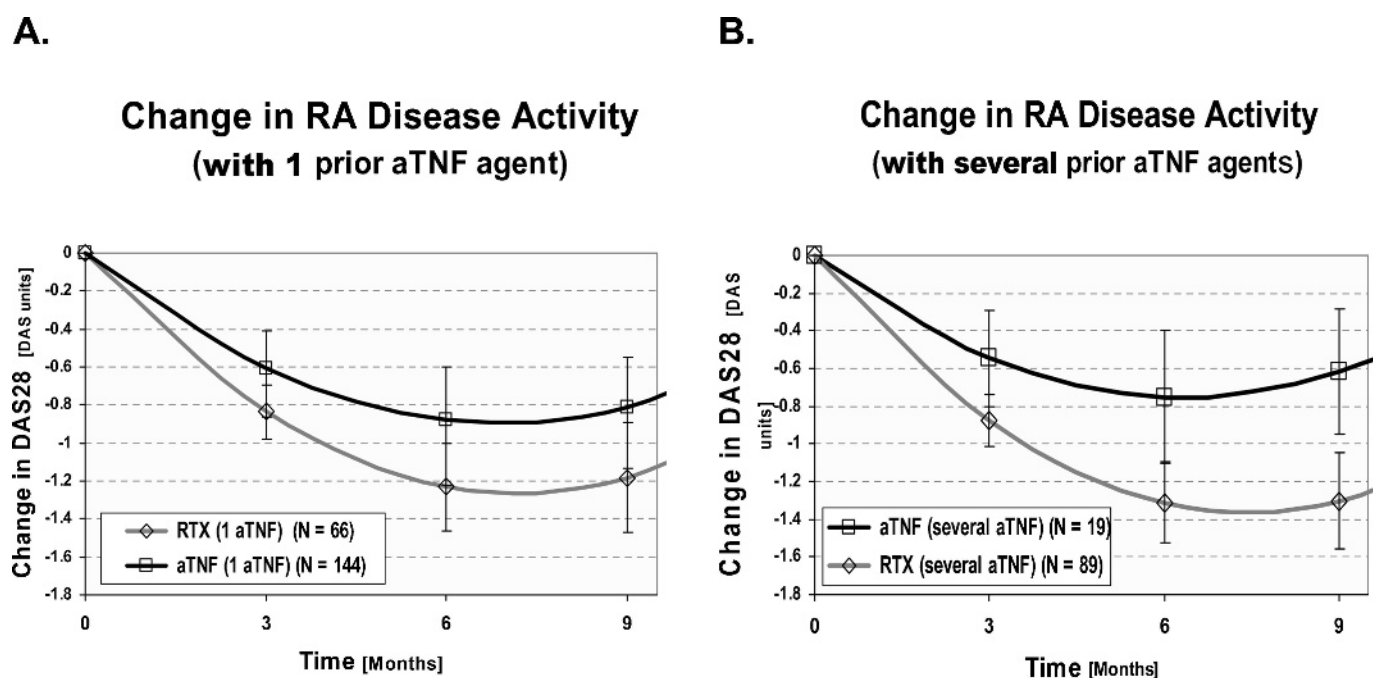 A.
Change in RA Disease Activity
(with 1 prior aTNF agent)
Change in DAS28 [DAS units]
0
-0.2
-0.4
-0.6
-0.8
-1
-1.2
-1.4
-1.6
-1.8
RTX (1 aTNF) (N = 66)
aTNF (1 aTNF) (N = 144)
0 3 6 9
Time [Months]
B.
Change in RA Disease Activity
(with several prior aTNF agents)
Change in DAS28 [DAS
units]
0
-0.2
-0.4
-0.6
-0.8
-1
-1.2
-1.4
-1.6
-1.8
aTNF (several aTNF) (N = 19)
RTX (several aTNF) (N = 89)
0 3 6 9
Time [Months]